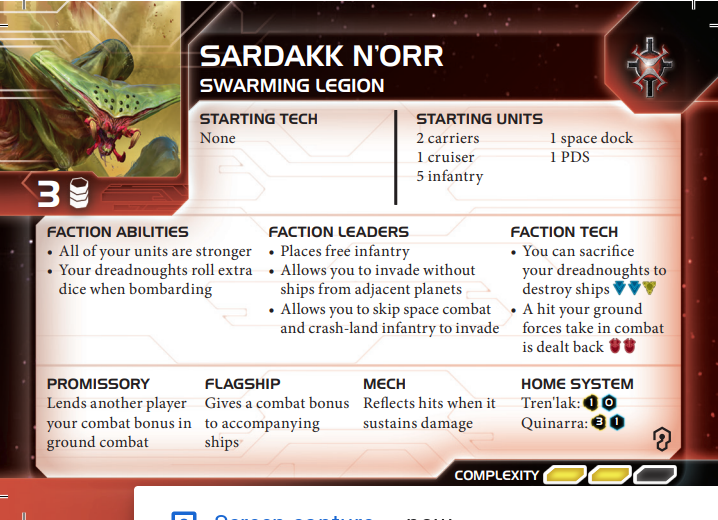 SARDAKK N'ORR
SWARMING LEGION
3
STARTING TECH
None
STARTING UNITS
2 carriers
1 cruiser
5 infantry
1 space dock
1 PDS
FACTION ABILITIES
• All of your units are stronger
• Your dreadnoughts roll extra
dice when bombarding
FACTION LEADERS
• Places free infantry
• Allows you to invade without
ships from adjacent planets
• Allows you to skip space combat
and crash-land infantry to invade
FACTION TECH
• You can sacrifice
your dreadnoughts to
destroy ships
• A hit your ground
forces take in combat
is dealt back
PROMISSORY
Lends another player
your combat bonus in
ground combat
FLAGSHIP
Gives a combat bonus
to accompanying
ships
MECH
Reflects hits when it
sustains damage
HOME SYSTEM
Tren'lak: 1 0
Quinarra: 3 1
COMPLEXITY